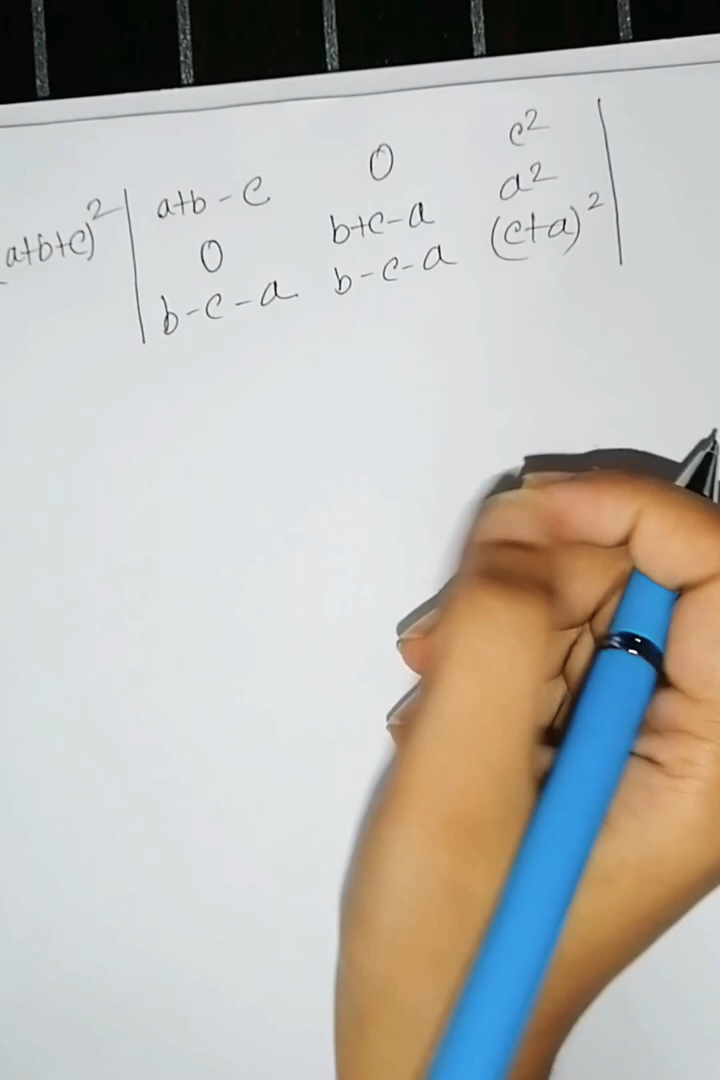 (a+b+c)² | a+b-c 0 c² |
0 b+c-a a²
b-c-a b-c-a (c+a)²